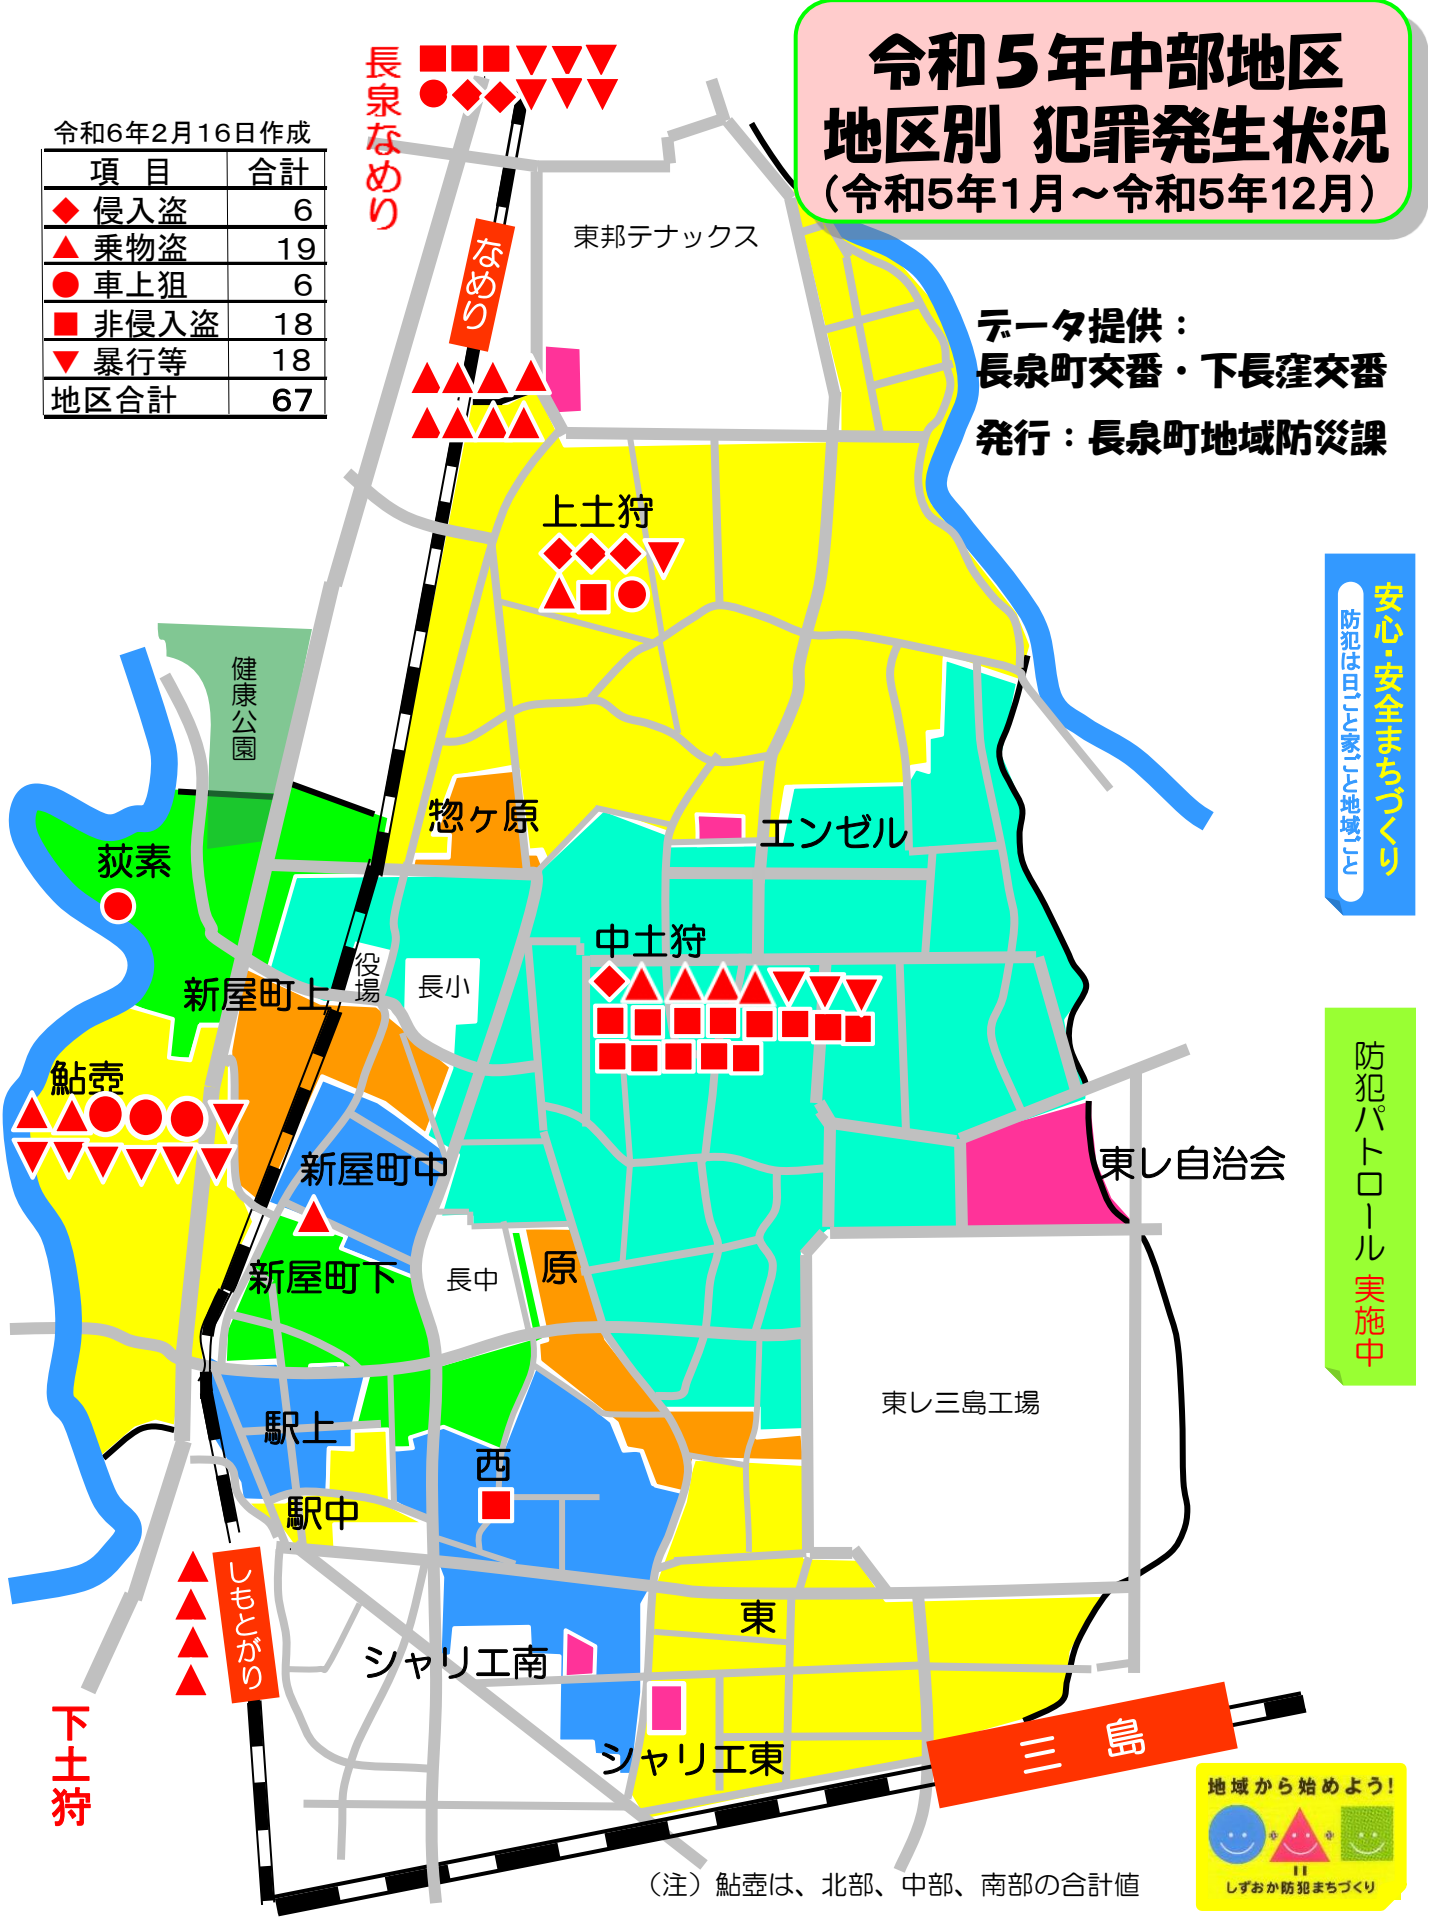 令和５年中部地区
地区別 犯罪発生状況
（令和５年１月～令和５年12月）
令和６年２月１６日作成
項 目 合計
侵入盗 6
乗物盗 19
車上狙 6
非侵入盗 18
暴行等 18
地区合計 67
長泉なめり
なめり
東邦テナックス
データ提供：
長泉町交番・下長窪交番
発行：長泉町地域防災課
上土狩
健康公園
安心・安全まちづくり
防犯は日ごと家ごと地域ごと
惣ヶ原
エンゼル
荻素
中土狩
役場
長小
新屋町上
鮎壺
防犯パトロール 実施中
新屋町中
東レ自治会
新屋町下
長中
原
東レ三島工場
駅上
西
駅中
しもとがり
東
シャリエ南
下土狩
シャリエ東
三 島
地域から始めよう！
しずおか防犯まちづくり
（注）鮎壺は、北部、中部、南部の合計値